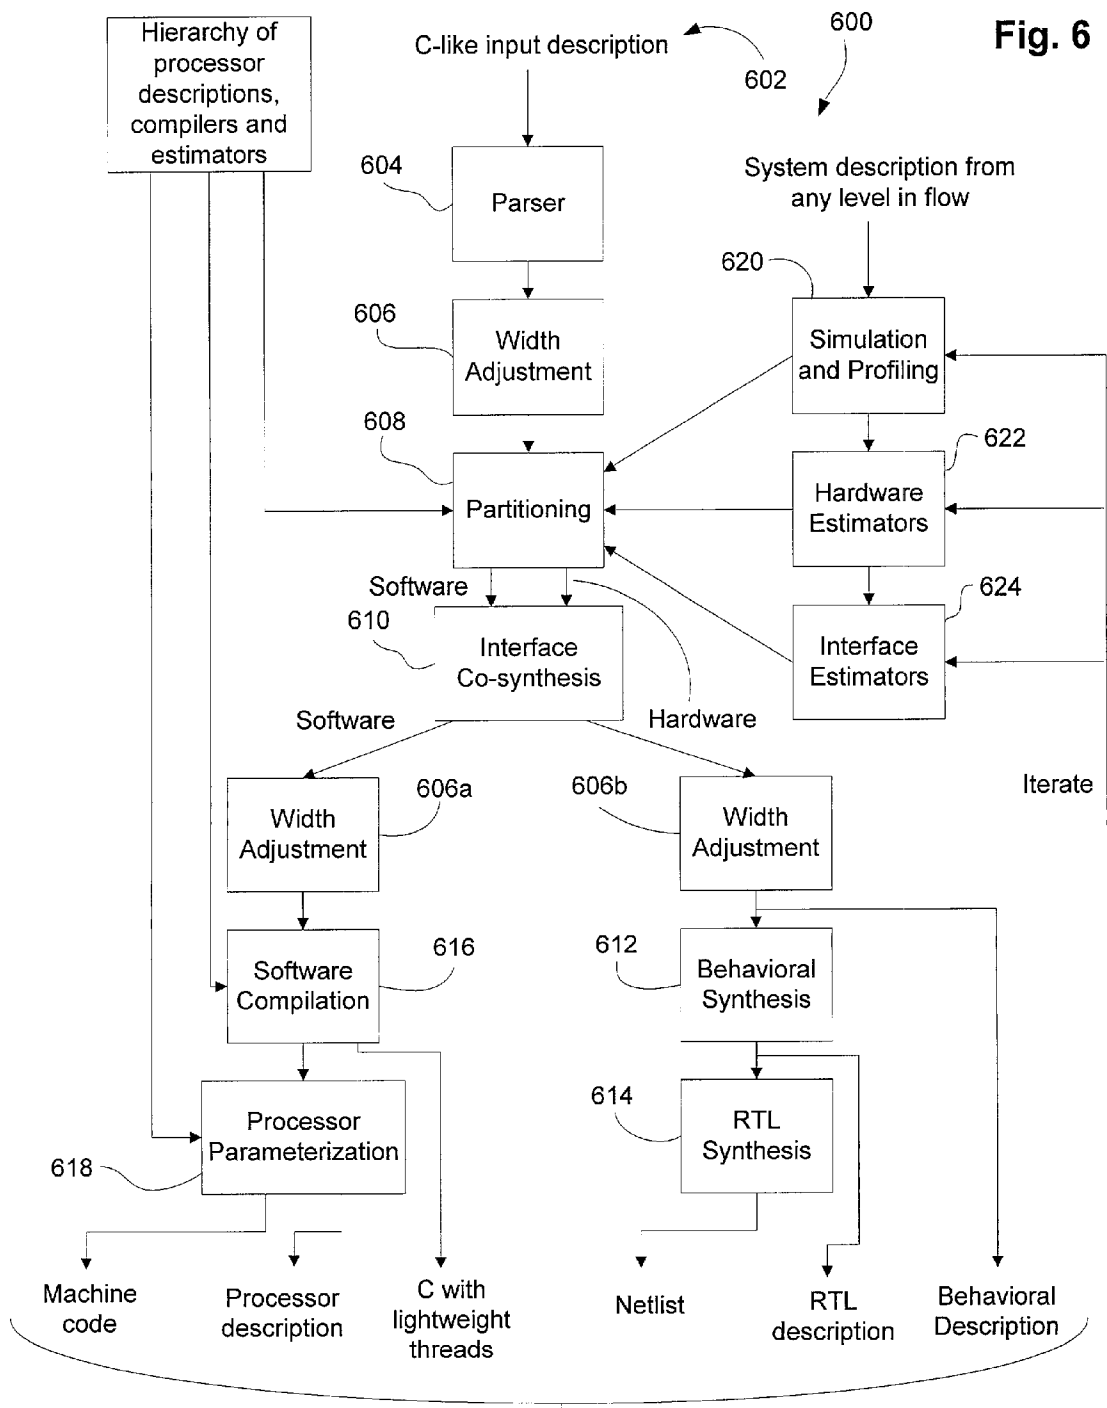 Fig. 6
Hierarchy of
processor
descriptions,
compilers and
estimators
C-like input description
602
600
System description from
any level in flow
604
Parser
620
606
Width
Adjustment
Simulation
and Profiling
608
Partitioning
622
Hardware
Estimators
Software
610
Interface
Co-synthesis
624
Interface
Estimators
Software
Hardware
Iterate
606a
Width
Adjustment
606b
Width
Adjustment
616
Software
Compilation
612
Behavioral
Synthesis
614
RTL
Synthesis
Processor
Parameterization
618
Machine
code
Processor
description
C with
lightweight
threads
Netlist
RTL
description
Behavioral
Description